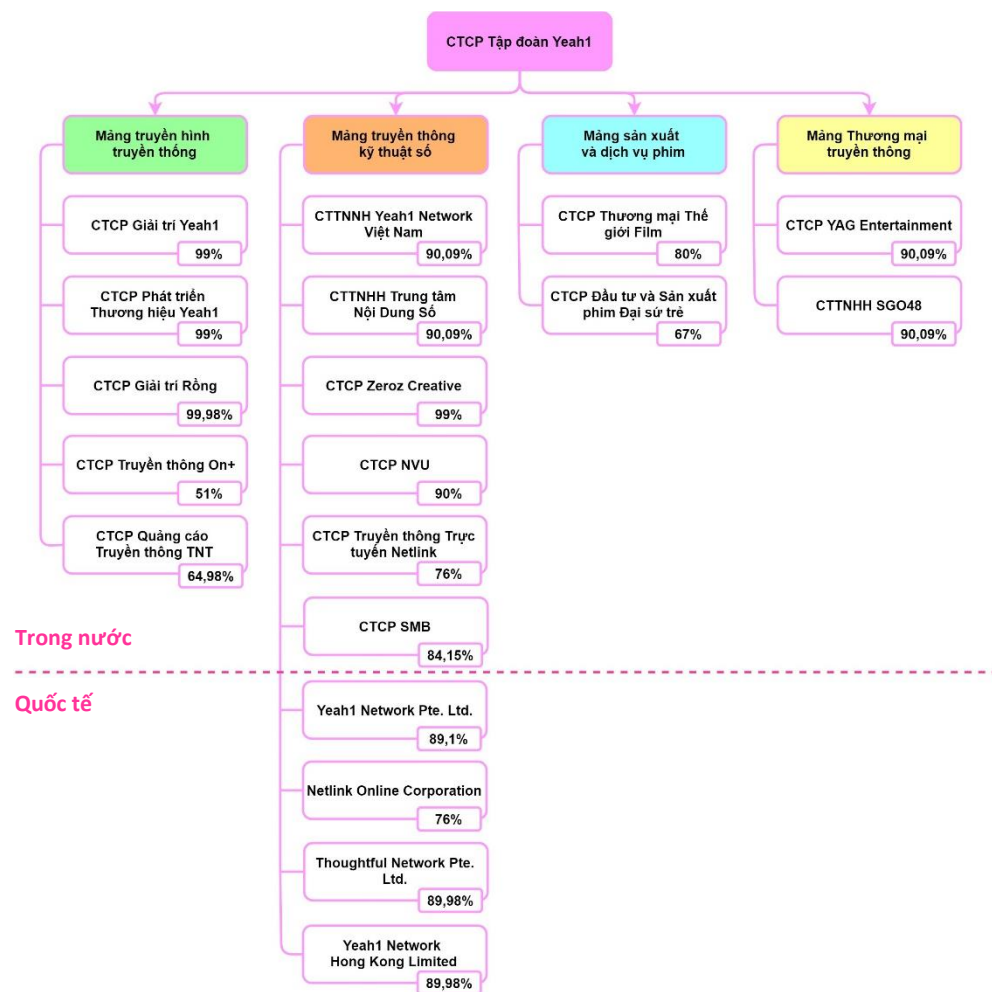 CTCP Tập đoàn Yeah1
Mảng truyền hình
truyền thống
CTCP Giải trí Yeah1
99%
CTCP Phát triển
Thương hiệu Yeah1
99%
CTCP Giải trí Rồng
99,98%
CTCP Truyền thông On+
51%
CTCP Quảng cáo
Truyền thông TNT
64,98%
Mảng truyền thông
kỹ thuật số
CTTNNH Yeah1 Network
Việt Nam
90,09%
CTTNHH Trung tâm
Nội Dung Số
90,09%
CTCP Zeroz Creative
99%
CTCP NVU
90%
CTCP Truyền thông Trực
tuyến Netlink
76%
CTCP SMB
84,15%
Mảng sản xuất
và dịch vụ phim
CTCP Thương mại Thế
giới Film
80%
CTCP Đầu tư và Sản xuất
phim Đại sứ trẻ
67%
Mảng Thương mại
truyền thông
CTCP YAG Entertainment
90,09%
CTTNHH SGO48
90,09%
Trong nước
Quốc tế
Yeah1 Network Pte. Ltd.
89,1%
Netlink Online Corporation
76%
Thoughtful Network Pte.
Ltd.
89,98%
Yeah1 Network
Hong Kong Limited
89,98%